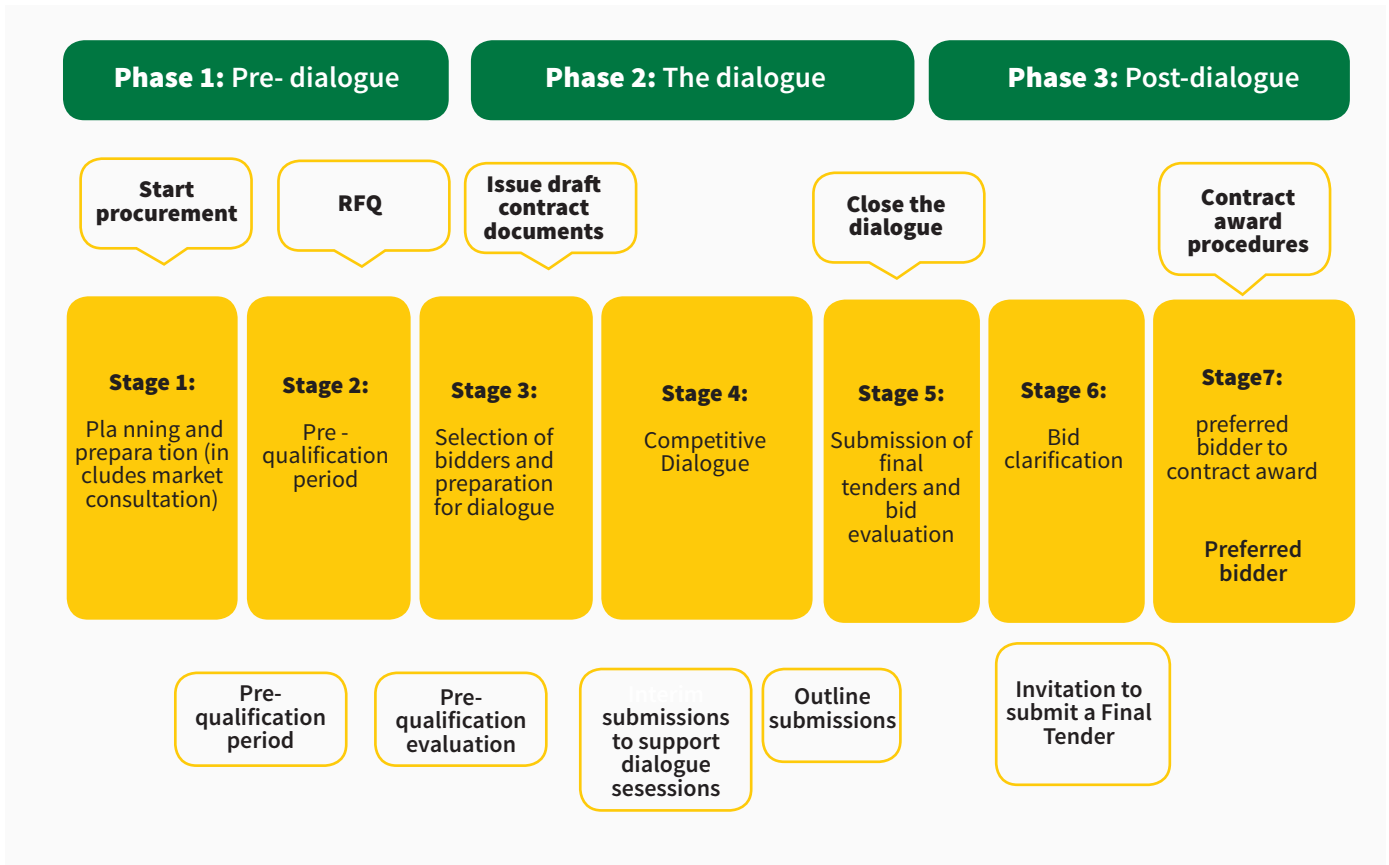 Phase 1: Pre- dialogue
Phase 2: The dialogue
Phase 3: Post-dialogue
Start
procurement
RFQ
Issue draft
contract
documents
Close the
dialogue
Contract
award
procedures
Stage 1:
Pla nning and
prepara tion (in
cludes market
consultation)
Stage 2:
Pre -
qualification
period
Stage 3:
Selection of
bidders and
preparation
for dialogue
Stage 4:
Competitive
Dialogue
Stage 5:
Submission of
final
tenders and
bid
evaluation
Stage 6:
Bid
clarification
Stage7:
preferred
bidder to
contract award
Preferred
bidder
Pre-
qualification
period
Pre-
qualification
evaluation
Interim
submissions
to support
dialogue
sesessions
Outline
submissions
Invitation to
submit a Final
Tender